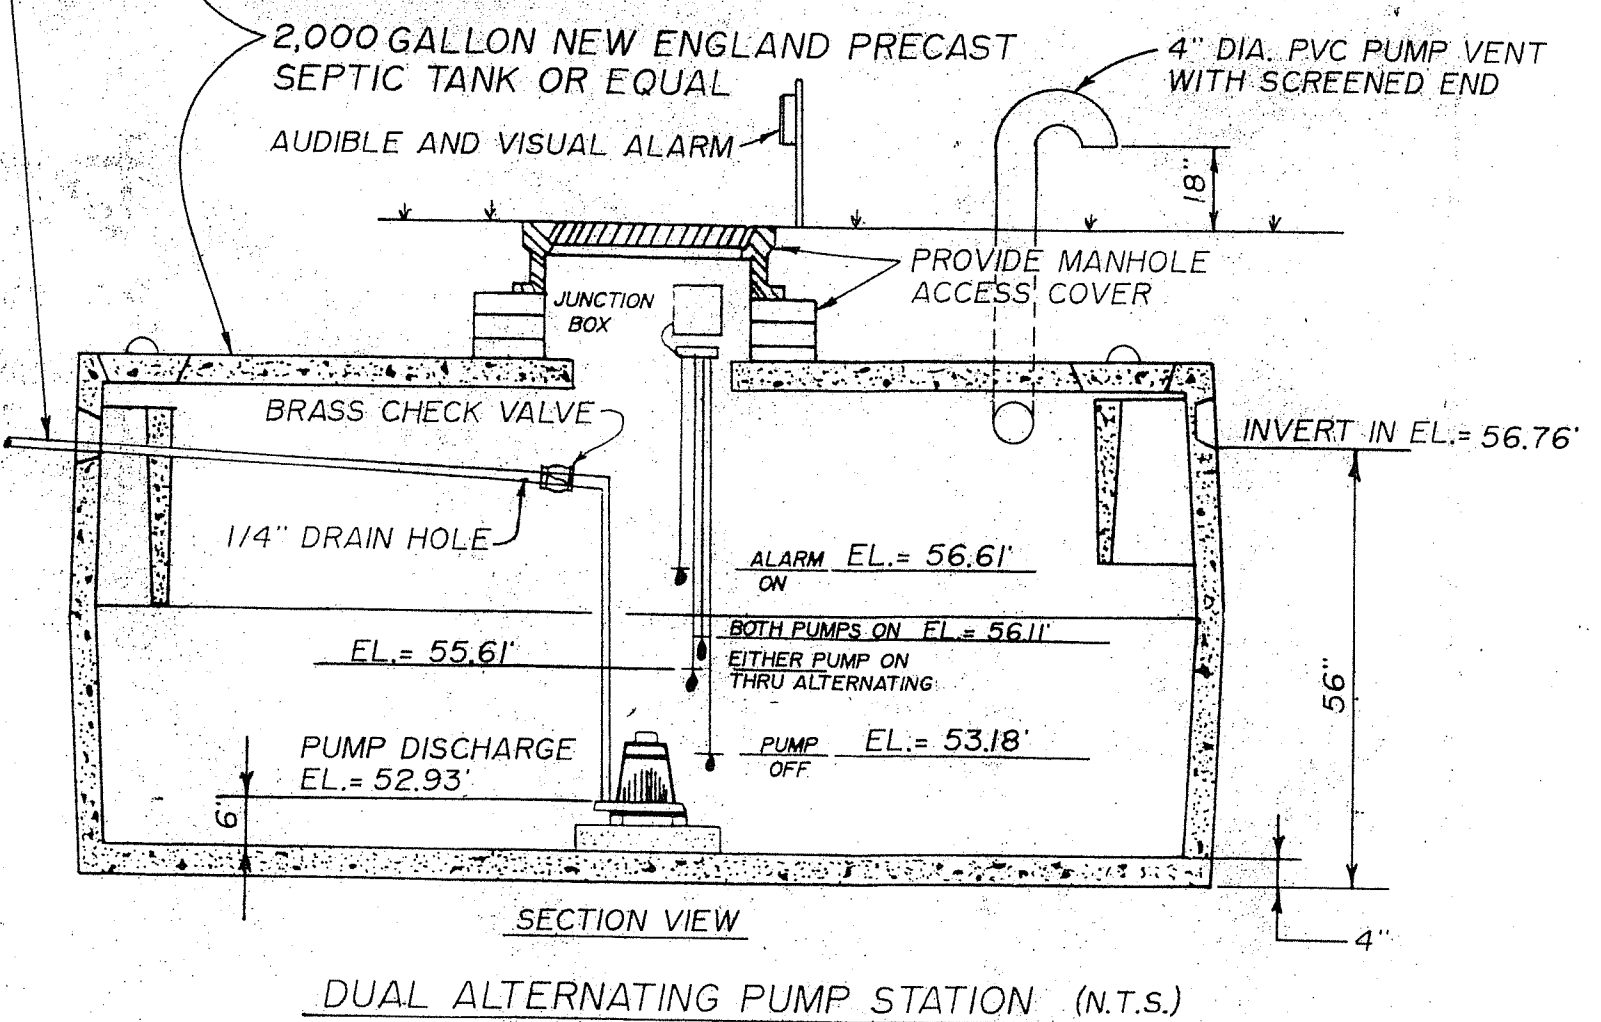 2,000 GALLON NEW ENGLAND PRECAST
SEPTIC TANK OR EQUAL
4" DIA. PVC PUMP VENT
WITH SCREENED END
AUDIBLE AND VISUAL ALARM
18"
PROVIDE MANHOLE
ACCESS COVER
JUNCTION
BOX
BRASS CHECK VALVE
INVERT IN EL.= 56.76'
1/4" DRAIN HOLE
ALARM EL.= 56.61'
ON
BOTH PUMPS ON EL.= 56.11'
EL.= 55.61'
EITHER PUMP ON
THRU ALTERNATING
56"
PUMP EL.= 53.18'
OFF
PUMP DISCHARGE
EL.= 52.93'
6"
4"
SECTION VIEW
DUAL ALTERNATING PUMP STATION (N.T.S.)